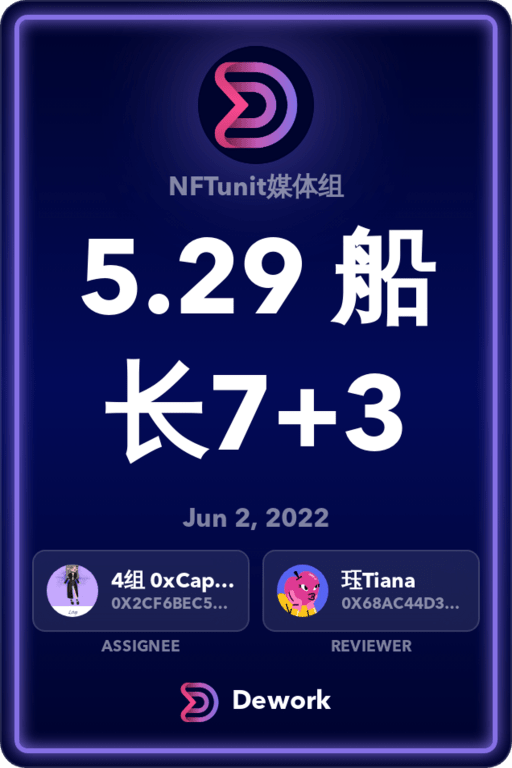 NFTunit媒体组
5.29 船
长7+3
Jun 2, 2022
4组 0xCap...
0X2CF6BEC5...
ASSIGNEE
珏Tiana
0X68AC44D3...
REVIEWER
Dework